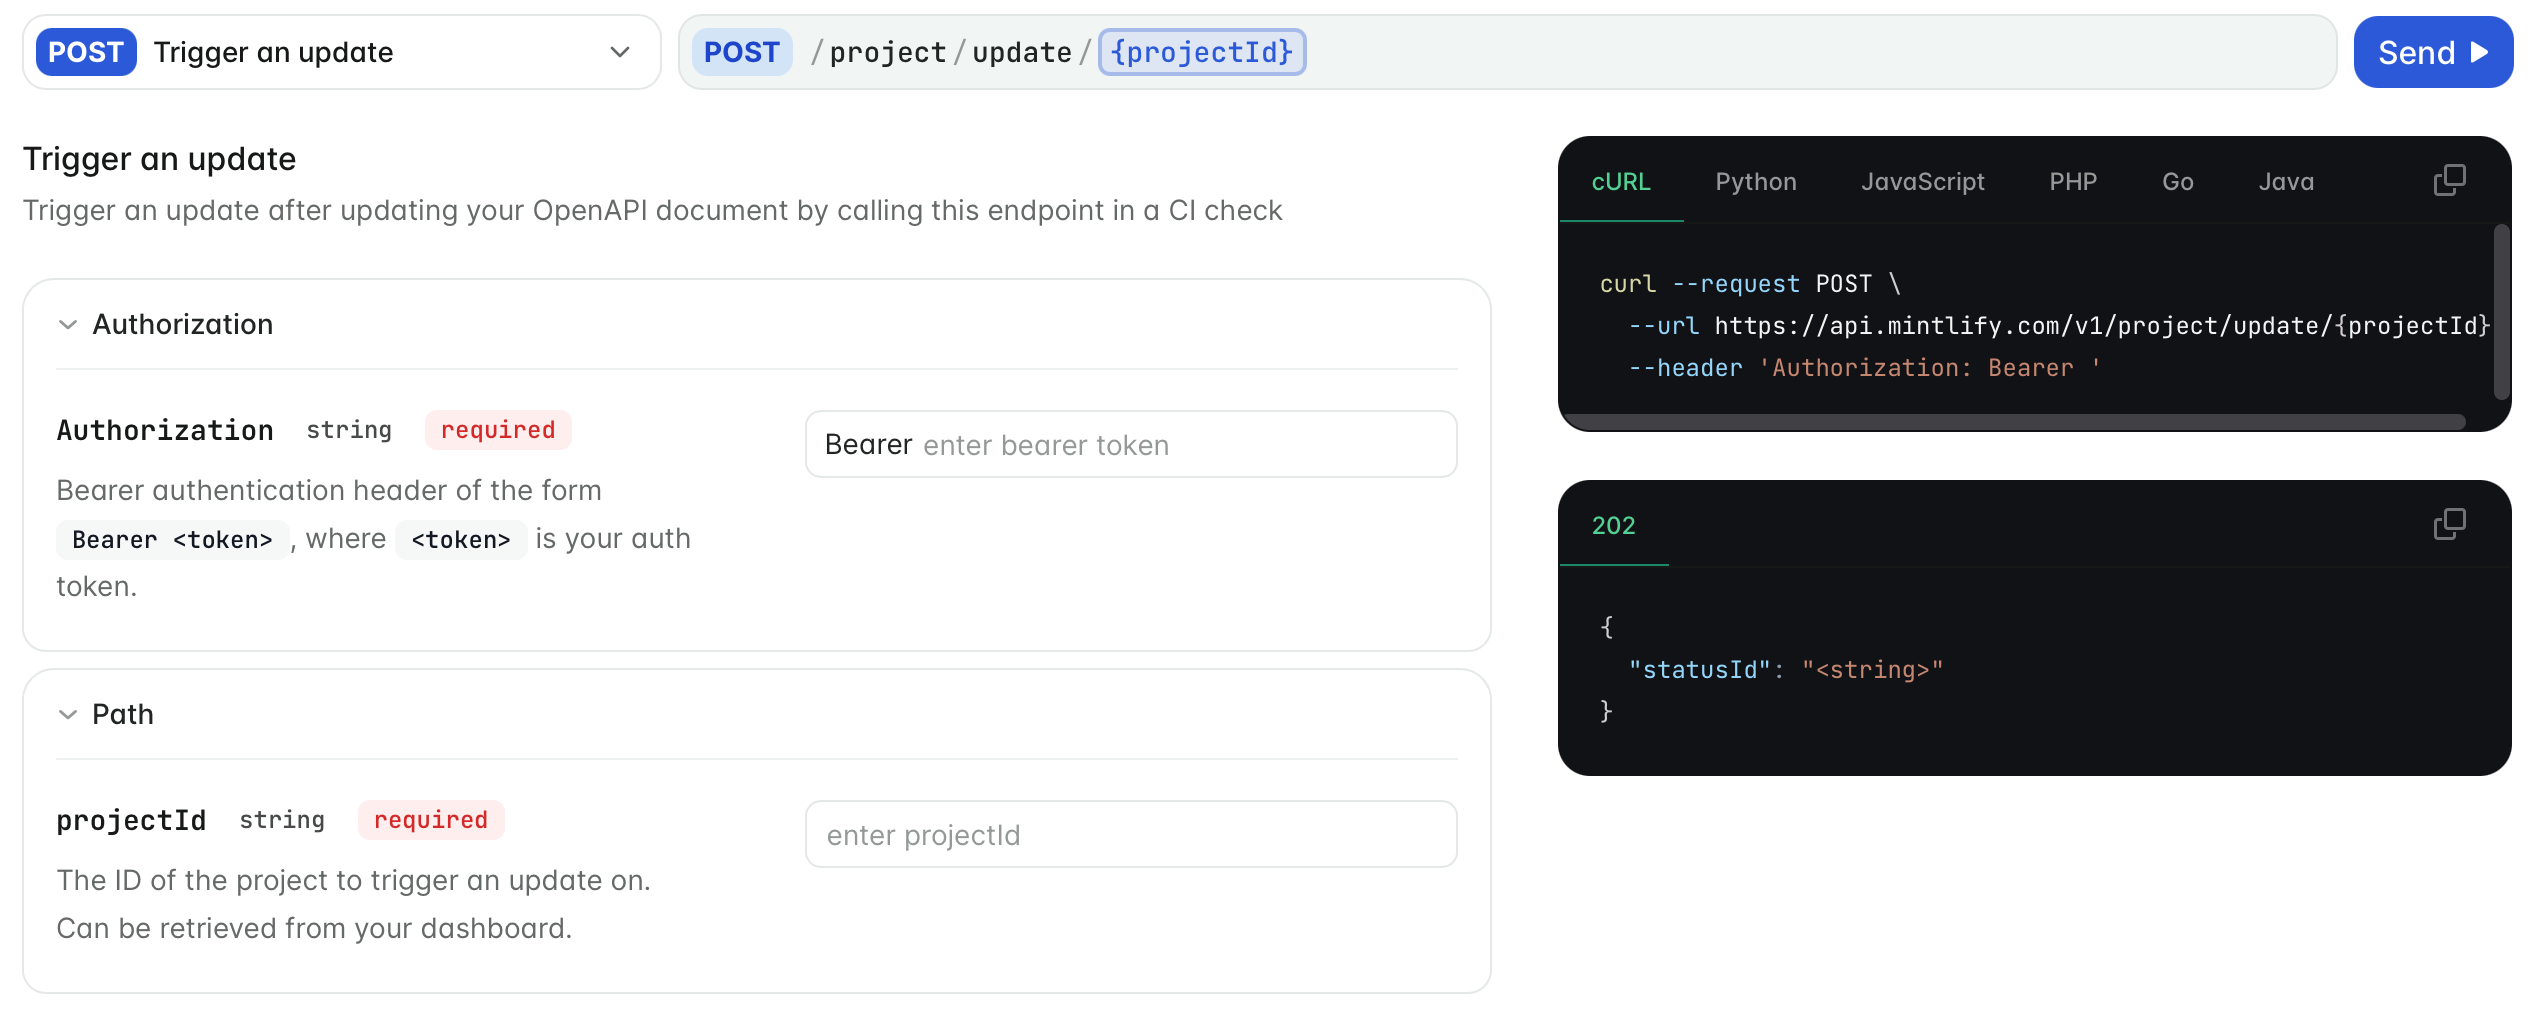 POST Trigger an update
POST /project/update/{projectId}
Send
Trigger an update
Trigger an update after updating your OpenAPI document by calling this endpoint in a CI check
Authorization
Authorization string required
Bearer authentication header of the form
Bearer <token>, where <token> is your auth
token.
Bearer enter bearer token
Path
projectId string required
The ID of the project to trigger an update on.
Can be retrieved from your dashboard.
enter projectId
cURL Python JavaScript PHP Go Java
curl --request POST \
--url https://api.mintlify.com/v1/project/update/{projectId}
--header 'Authorization: Bearer '
202
{
"statusId": "<string>"
}